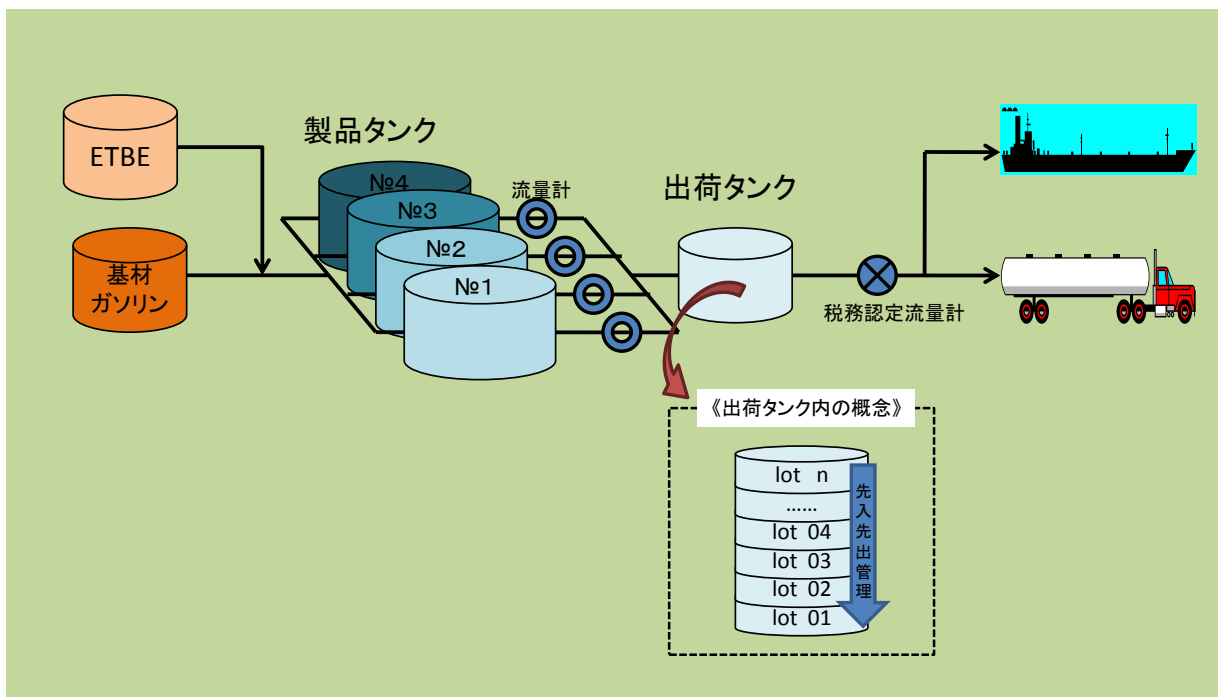 ETBE
基材
ガソリン
製品タンク
№4
№3
№2
№1
流量計
出荷タンク
税務認定流量計
《出荷タンク内の概念》
lot n
……
lot 04
lot 03
lot 02
lot 01
先入先出管理